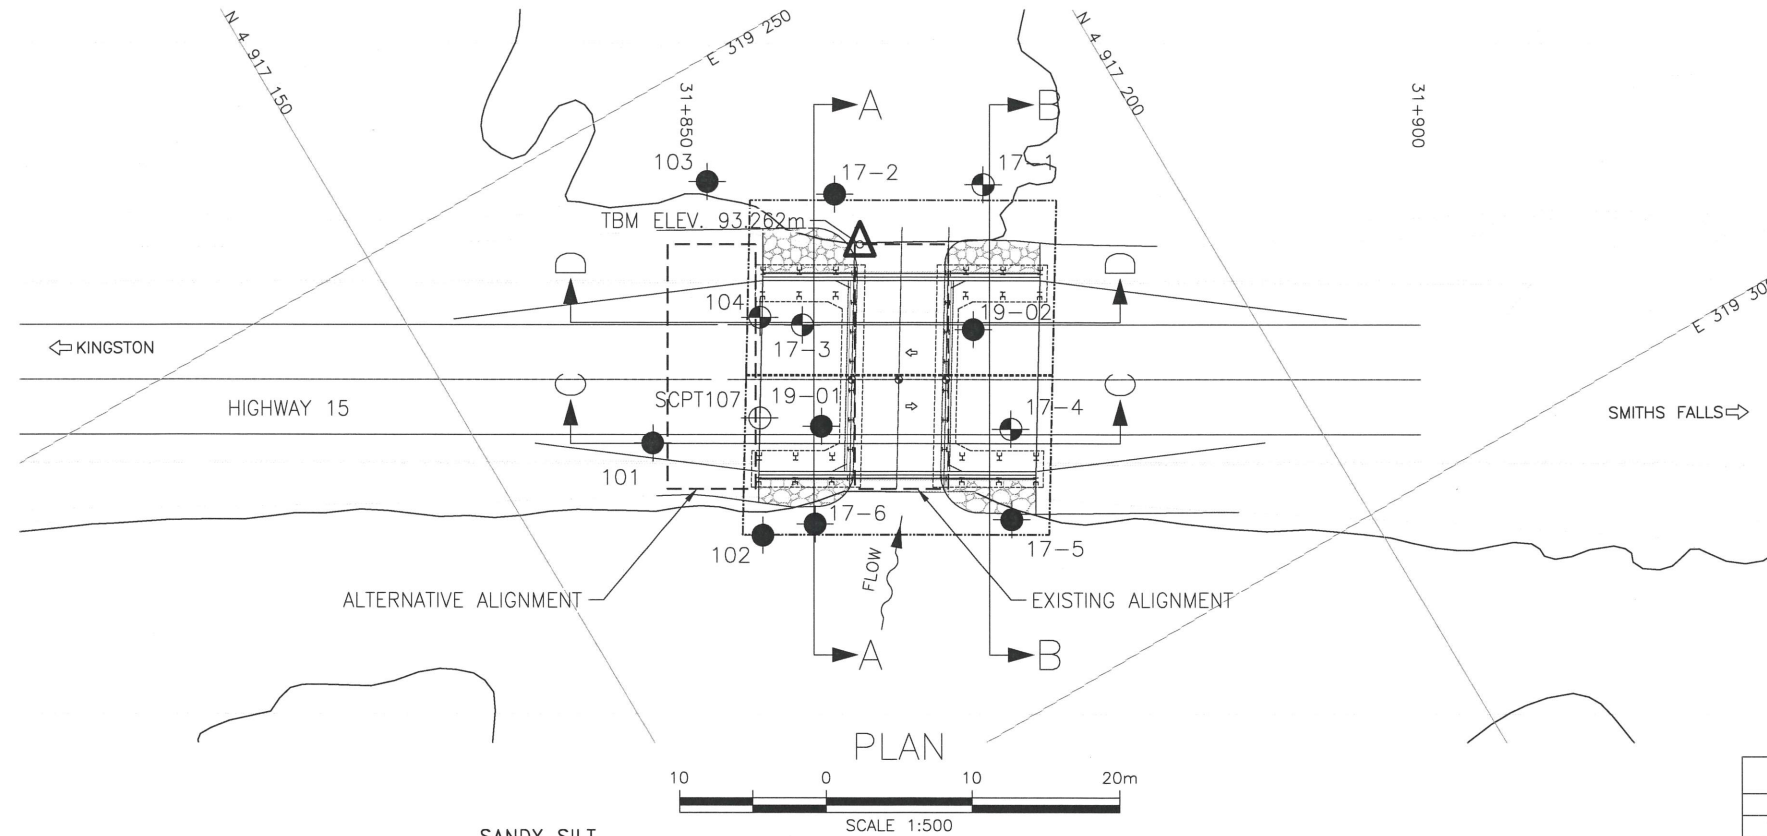 N 4 917 150
E 319 250
N 4 917 200
31+850
31+900
A
B
103
17-2
17-1
TBM ELEV. 93.262m
D
D
104
19-02
E 319 30
KINGSTON
17-3
C
C
HIGHWAY 15
SCPT107
19-01
17-4
SMITHS FALLS
101
17-6
102
17-5
FLOW
ALTERNATIVE ALIGNMENT
EXISTING ALIGNMENT
A
B
PLAN
10 0 10 20m
SCALE 1:500
SANDY SILT